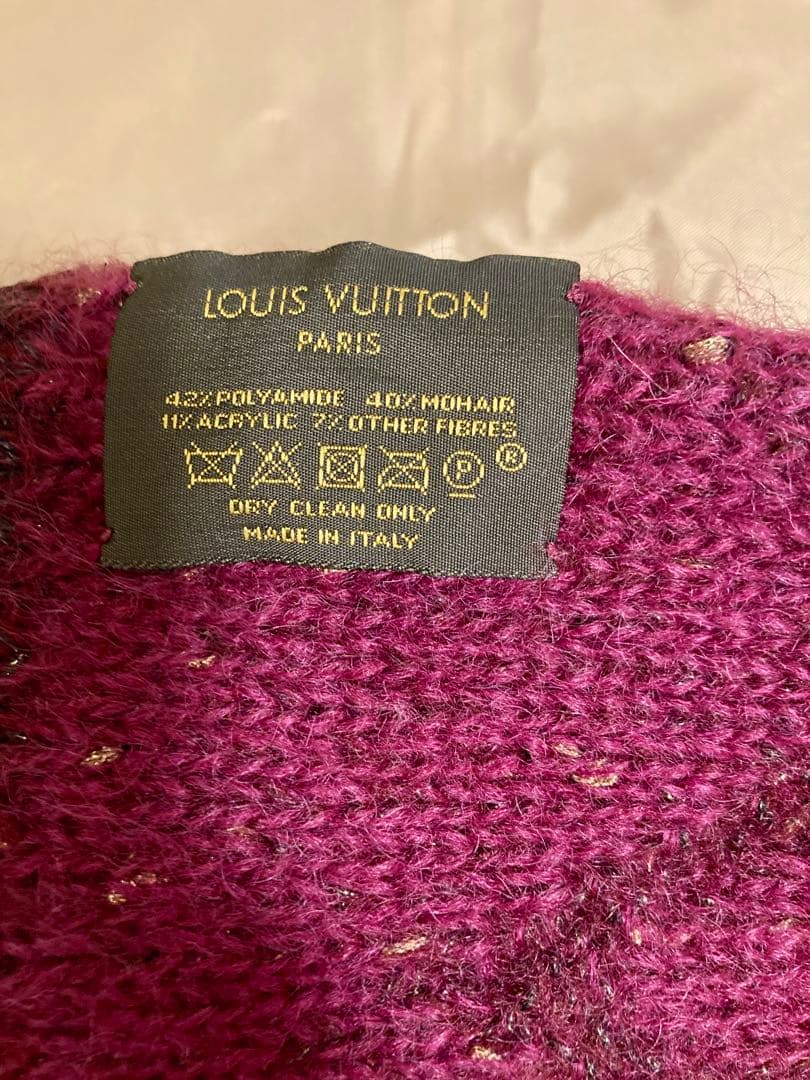 LOUIS VUITTON
PARIS
42% POLYAMIDE 40% MOHAIR
11% ACRYLIC 7% OTHER FIBRES
P ®
DRY CLEAN ONLY
MADE IN ITALY